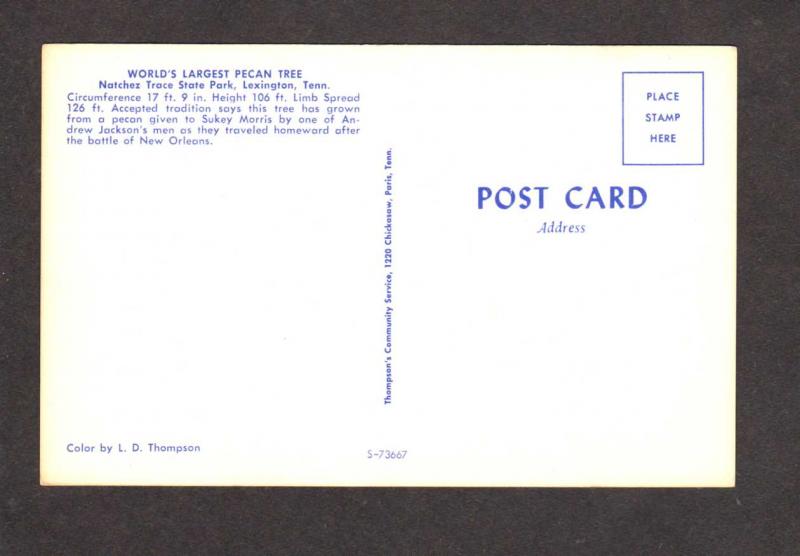 WORLD'S LARGEST PECAN TREE
Natchez Trace State Park, Lexington, Tenn.
Circumference 17 ft. 9 in. Height 106 ft. Limb Spread
126 ft. Accepted tradition says this tree has grown
from a pecan given to Sukey Morris by one of An-
drew Jackson's men as they traveled homeward after
the battle of New Orleans.
Color by L. D. Thompson
Thompson's Community Service, 1220 Chickasaw, Paris, Tenn.
S-73667
PLACE
STAMP
HERE
POST CARD
Address